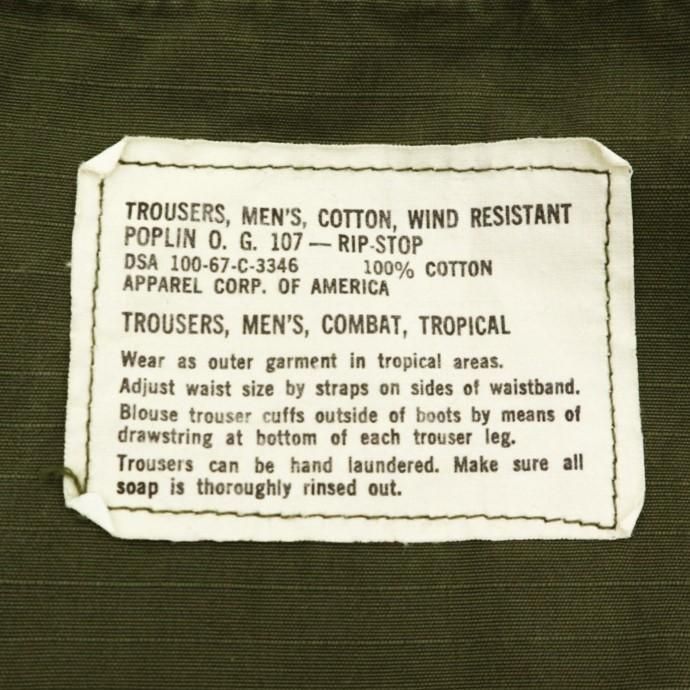 TROUSERS, MEN'S, COTTON, WIND RESISTANT
POPLIN O. G. 107 — RIP-STOP
DSA 100-67-C-3346 100% COTTON
APPAREL CORP. OF AMERICA
TROUSERS, MEN'S, COMBAT, TROPICAL
Wear as outer garment in tropical areas.
Adjust waist size by straps on sides of waistband.
Blouse trouser cuffs outside of boots by means of
drawstring at bottom of each trouser leg.
Trousers can be hand laundered. Make sure all
soap is thoroughly rinsed out.